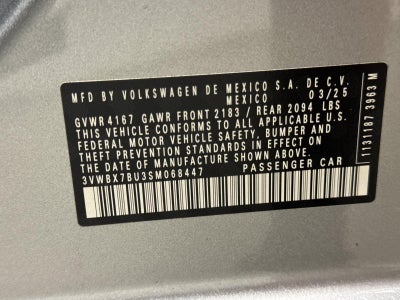 MFD BY VOLKSWAGEN DE MEXICO S.A. DE C.V.
MEXICO 03/25
GVWR 4167 GAWR FRONT 2183 / REAR 2094 LBS
THIS VEHICLE CONFORMS TO ALL APPLICABLE U.S.
FEDERAL MOTOR VEHICLE SAFETY, BUMPER AND
THEFT PREVENTION STANDARDS IN EFFECT ON
THE DATE OF MANUFACTURE SHOWN ABOVE.
3VWBX7BU3SM068447 PASSENGER CAR
1131187 3963 M